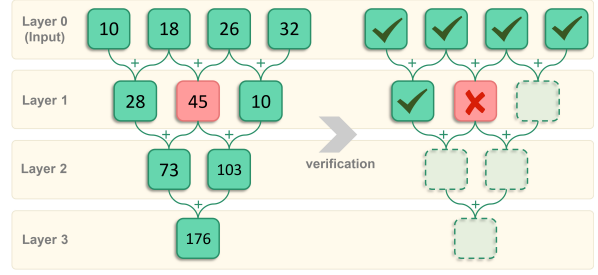 Layer 0
(Input)
10 18 26 32
+ + + + + +
Layer 1
28 45 10
+ + + +
verification
Layer 2
73 103
+ +
Layer 3
176